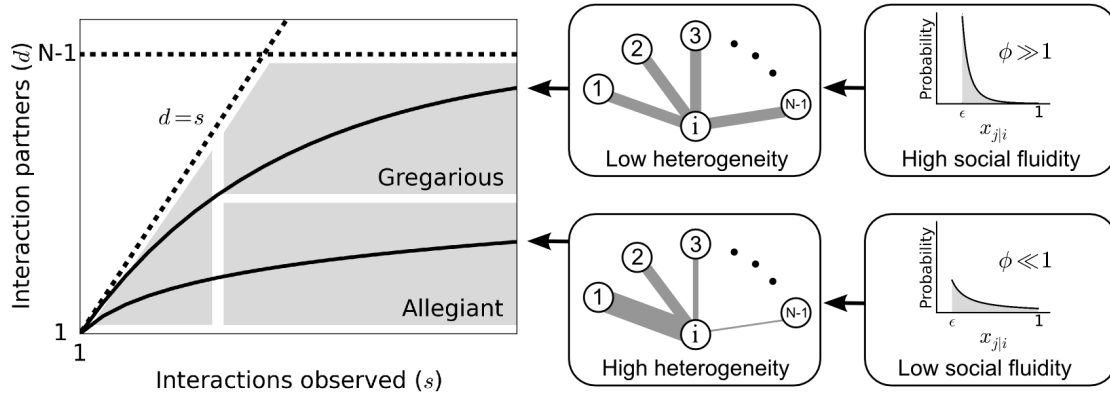 Interaction partners (d)
N-1
1
d=s
Gregarious
Allegiant
1
Interactions observed (s)
1
2
3
N-1
i
Low heterogeneity
1
2
3
N-1
i
High heterogeneity
Probability
ϕ≫1
ϵ
1
x_{j|i}
High social fluidity
Probability
ϕ≪1
ϵ
1
x_{j|i}
Low social fluidity